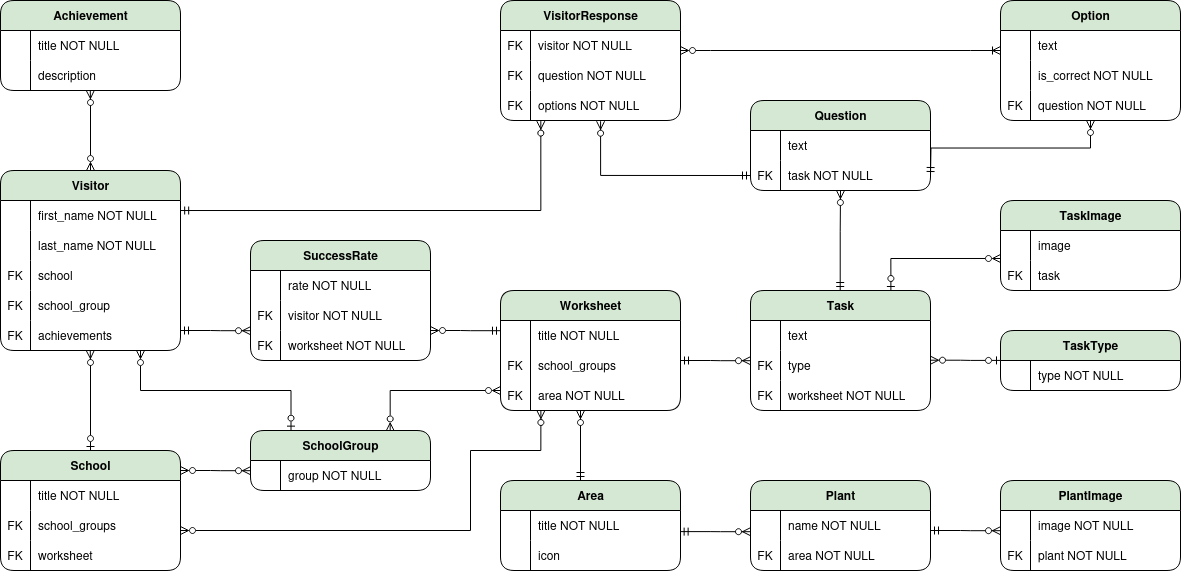 Achievement
title NOT NULL
description
VisitorResponse
FK visitor NOT NULL
FK question NOT NULL
FK options NOT NULL
Option
text
is_correct NOT NULL
FK question NOT NULL
Question
text
FK task NOT NULL
Visitor
first_name NOT NULL
last_name NOT NULL
FK school
FK school_group
FK achievements
SuccessRate
rate NOT NULL
FK visitor NOT NULL
FK worksheet NOT NULL
TaskImage
image
FK task
Worksheet
title NOT NULL
FK school_groups
FK area NOT NULL
Task
text
FK type
FK worksheet NOT NULL
TaskType
type NOT NULL
SchoolGroup
group NOT NULL
School
title NOT NULL
FK school_groups
FK worksheet
Area
title NOT NULL
icon
Plant
name NOT NULL
FK area NOT NULL
PlantImage
image NOT NULL
FK plant NOT NULL